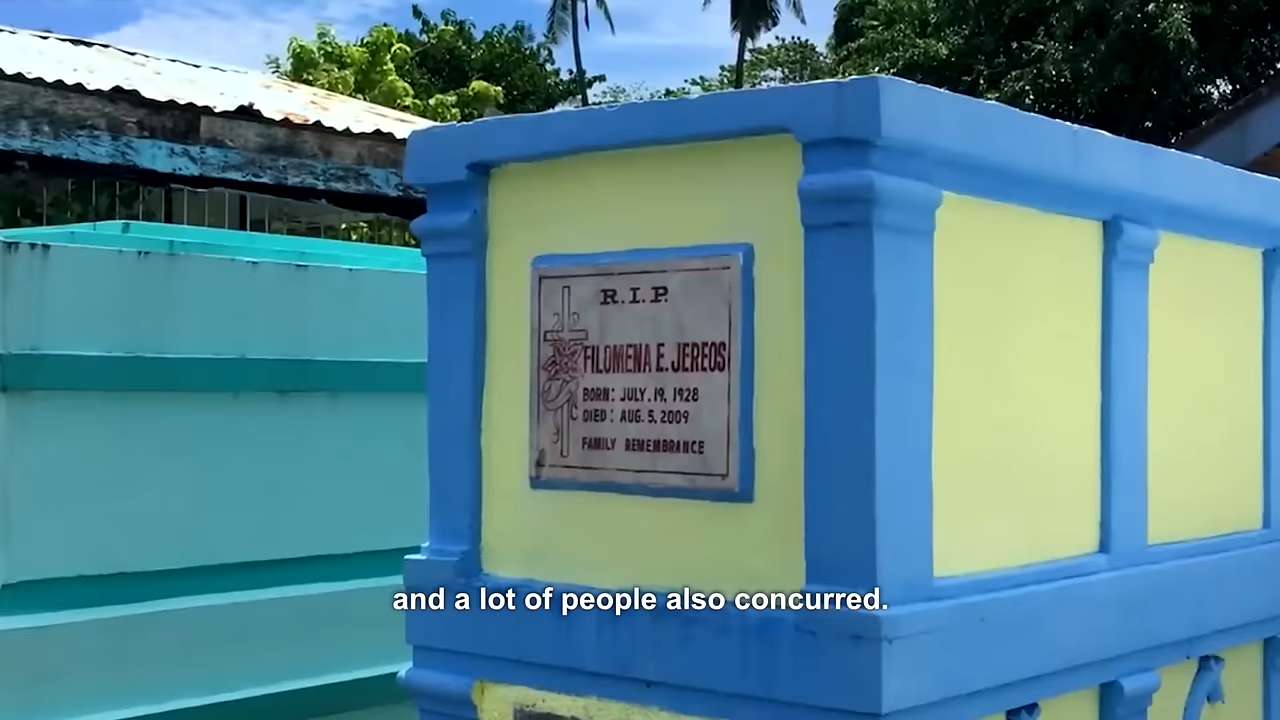 R.I.P.
FILOMENA E. JEREOS
BORN: JULY. 19, 1928
DIED: AUG. 5, 2009
FAMILY REMEMBRANCE
and a lot of people also concurred.